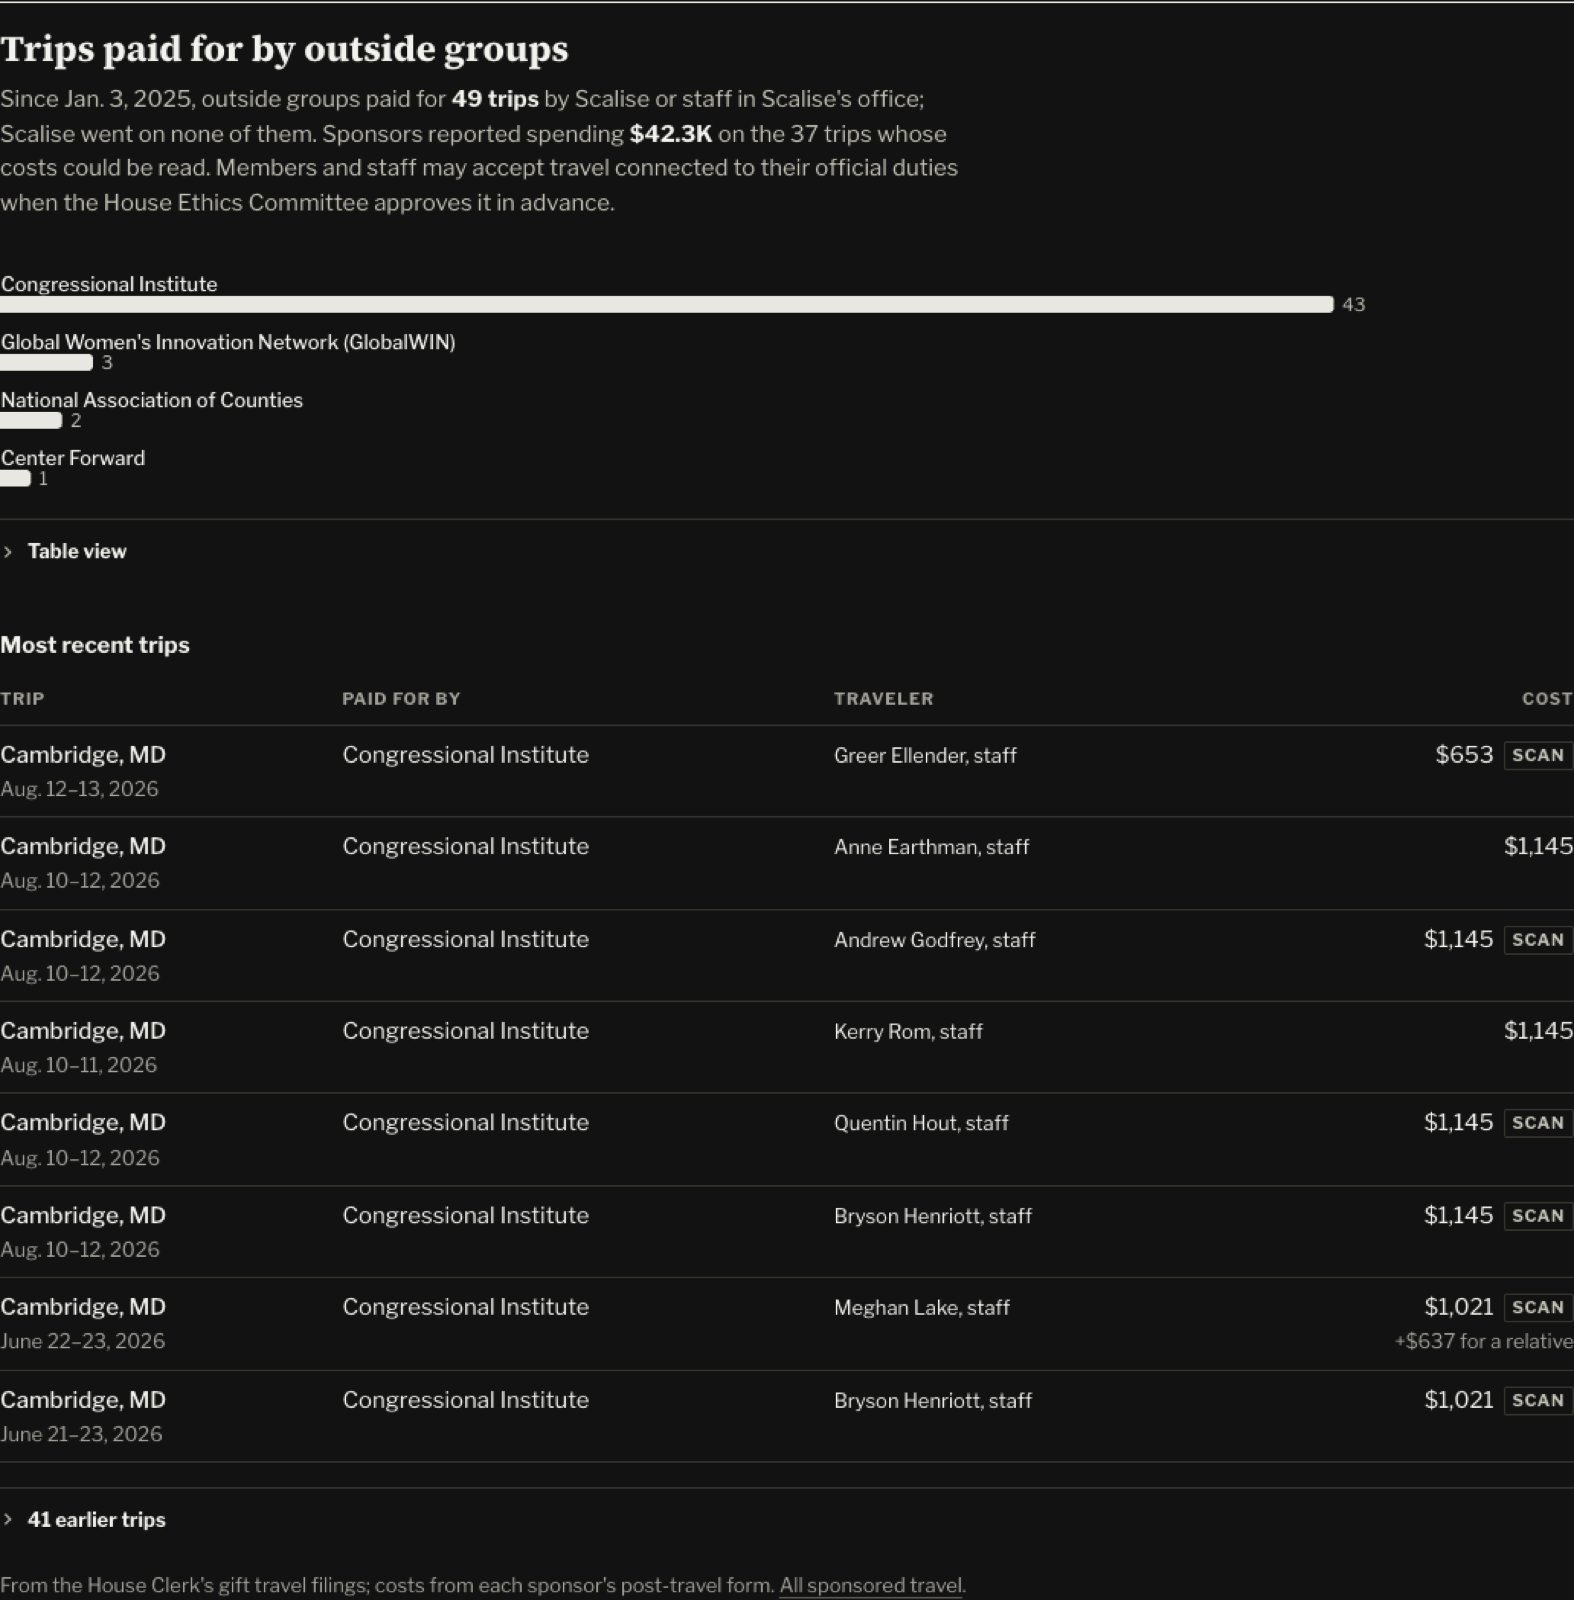 Trips paid for by outside groups
Since Jan. 3, 2025, outside groups paid for 49 trips by Scalise or staff in Scalise's office;
Scalise went on none of them. Sponsors reported spending $42.3K on the 37 trips whose
costs could be read. Members and staff may accept travel connected to their official duties
when the House Ethics Committee approves it in advance.
Congressional Institute
43
Global Women's Innovation Network (GlobalWIN)
3
National Association of Counties
2
Center Forward
1
Table view
Most recent trips
TRIP PAID FOR BY TRAVELER COST
Cambridge, MD Congressional Institute Greer Ellender, staff $653 SCAN
Aug. 12–13, 2026
Cambridge, MD Congressional Institute Anne Earthman, staff $1,145
Aug. 10–12, 2026
Cambridge, MD Congressional Institute Andrew Godfrey, staff $1,145 SCAN
Aug. 10–12, 2026
Cambridge, MD Congressional Institute Kerry Rom, staff $1,145
Aug. 10–11, 2026
Cambridge, MD Congressional Institute Quentin Hout, staff $1,145 SCAN
Aug. 10–12, 2026
Cambridge, MD Congressional Institute Bryson Henriott, staff $1,145 SCAN
Aug. 10–12, 2026
Cambridge, MD Congressional Institute Meghan Lake, staff $1,021 SCAN
June 22–23, 2026 +$637 for a relative
Cambridge, MD Congressional Institute Bryson Henriott, staff $1,021 SCAN
June 21–23, 2026
41 earlier trips
From the House Clerk's gift travel filings; costs from each sponsor's post-travel form. All sponsored travel.